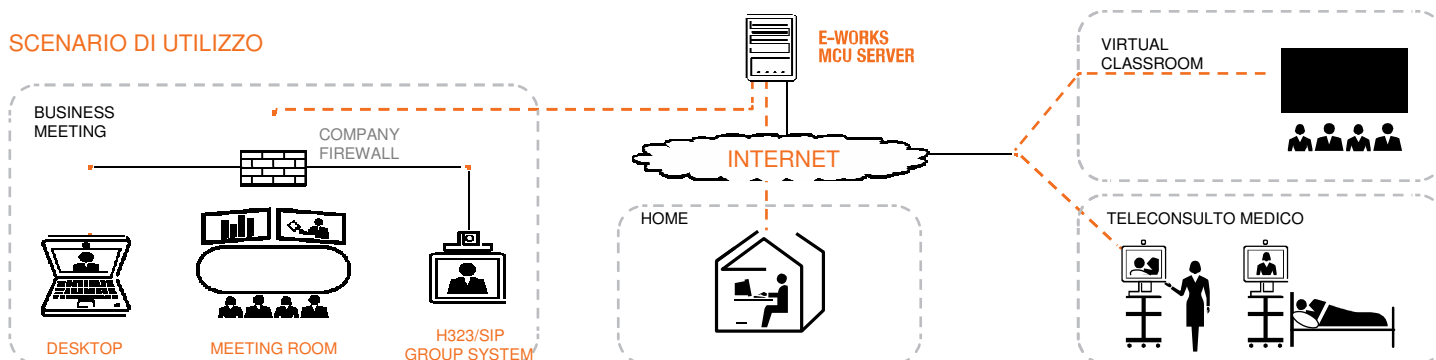 SCENARIO DI UTILIZZO
E-WORKS
MCU SERVER
BUSINESS
MEETING
COMPANY
FIREWALL
INTERNET
VIRTUAL
CLASSROOM
HOME
TELECONSULTO MEDICO
DESKTOP
MEETING ROOM
H323/SIP
GROUP SYSTEM